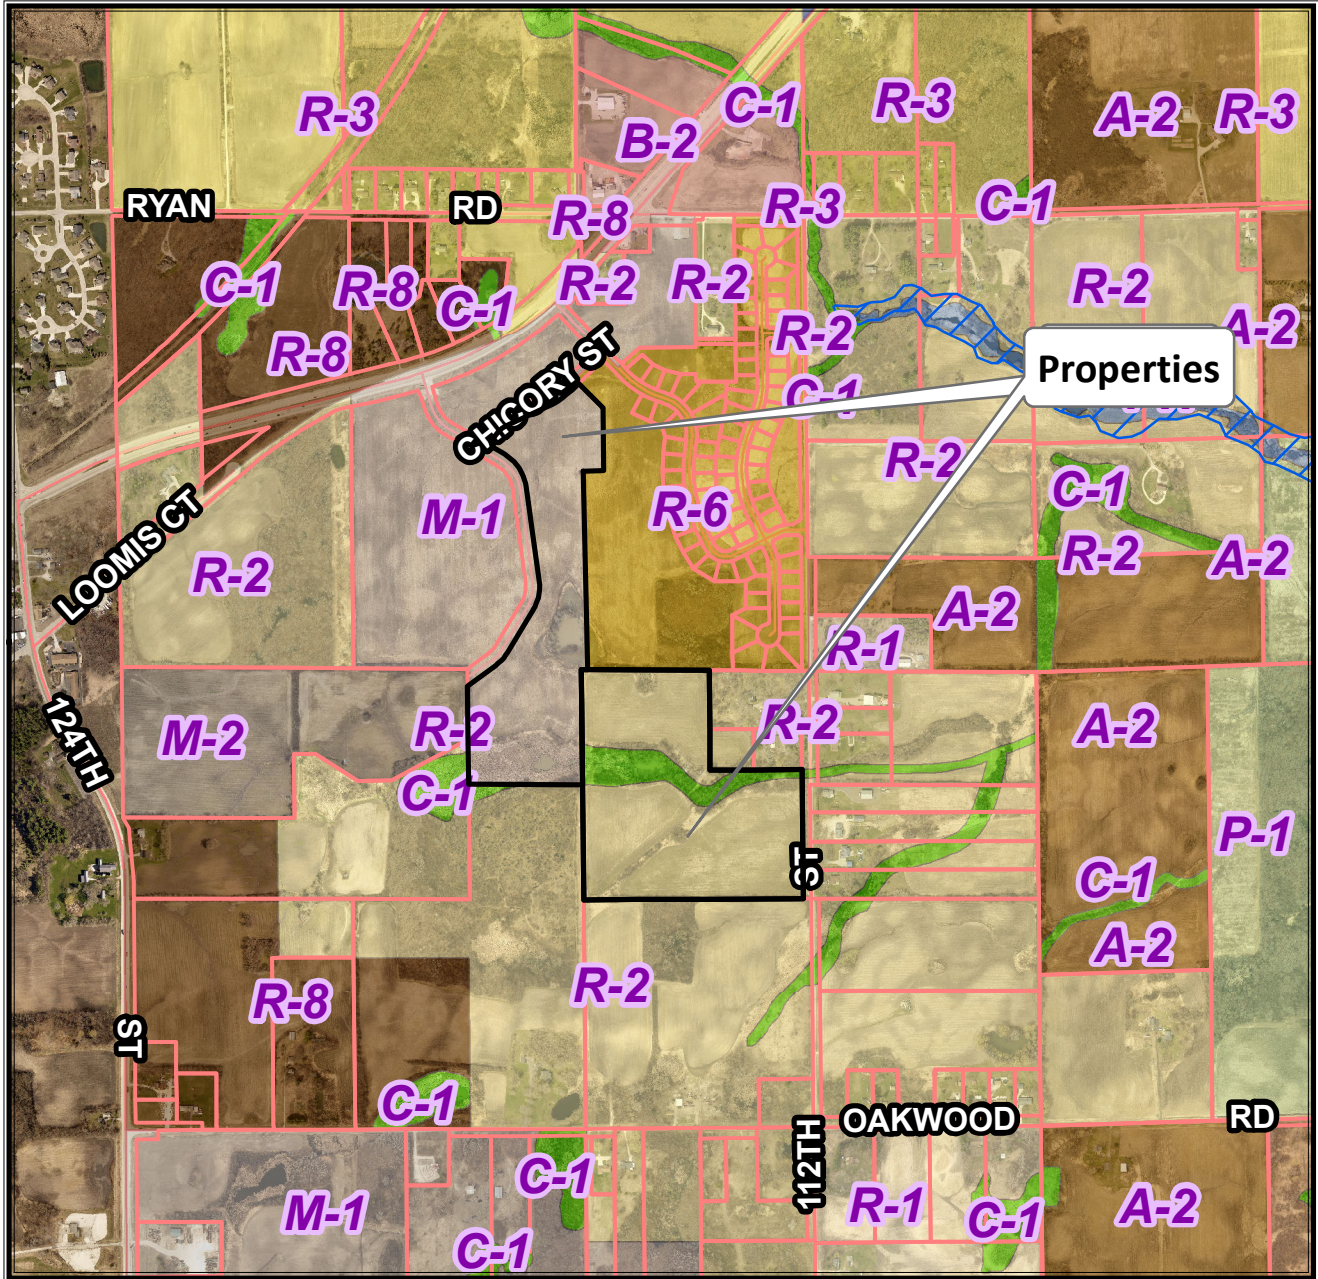 R-3
C-1
R-3
A-2
R-3
B-2
RYAN
RD
R-8
R-3
C-1
C-1
R-8
C-1
R-2
R-2
R-2
R-8
R-2
A-2
Properties
CHICORY ST
C-1
M-1
R-6
R-2
C-1
LOOMIS CT
R-2
R-2
A-2
A-2
R-1
124TH
M-2
R-2
R-2
A-2
C-1
P-1
ST
C-1
A-2
R-8
R-2
ST
C-1
112TH
OAKWOOD
RD
M-1
C-1
R-1
C-1
A-2
C-1